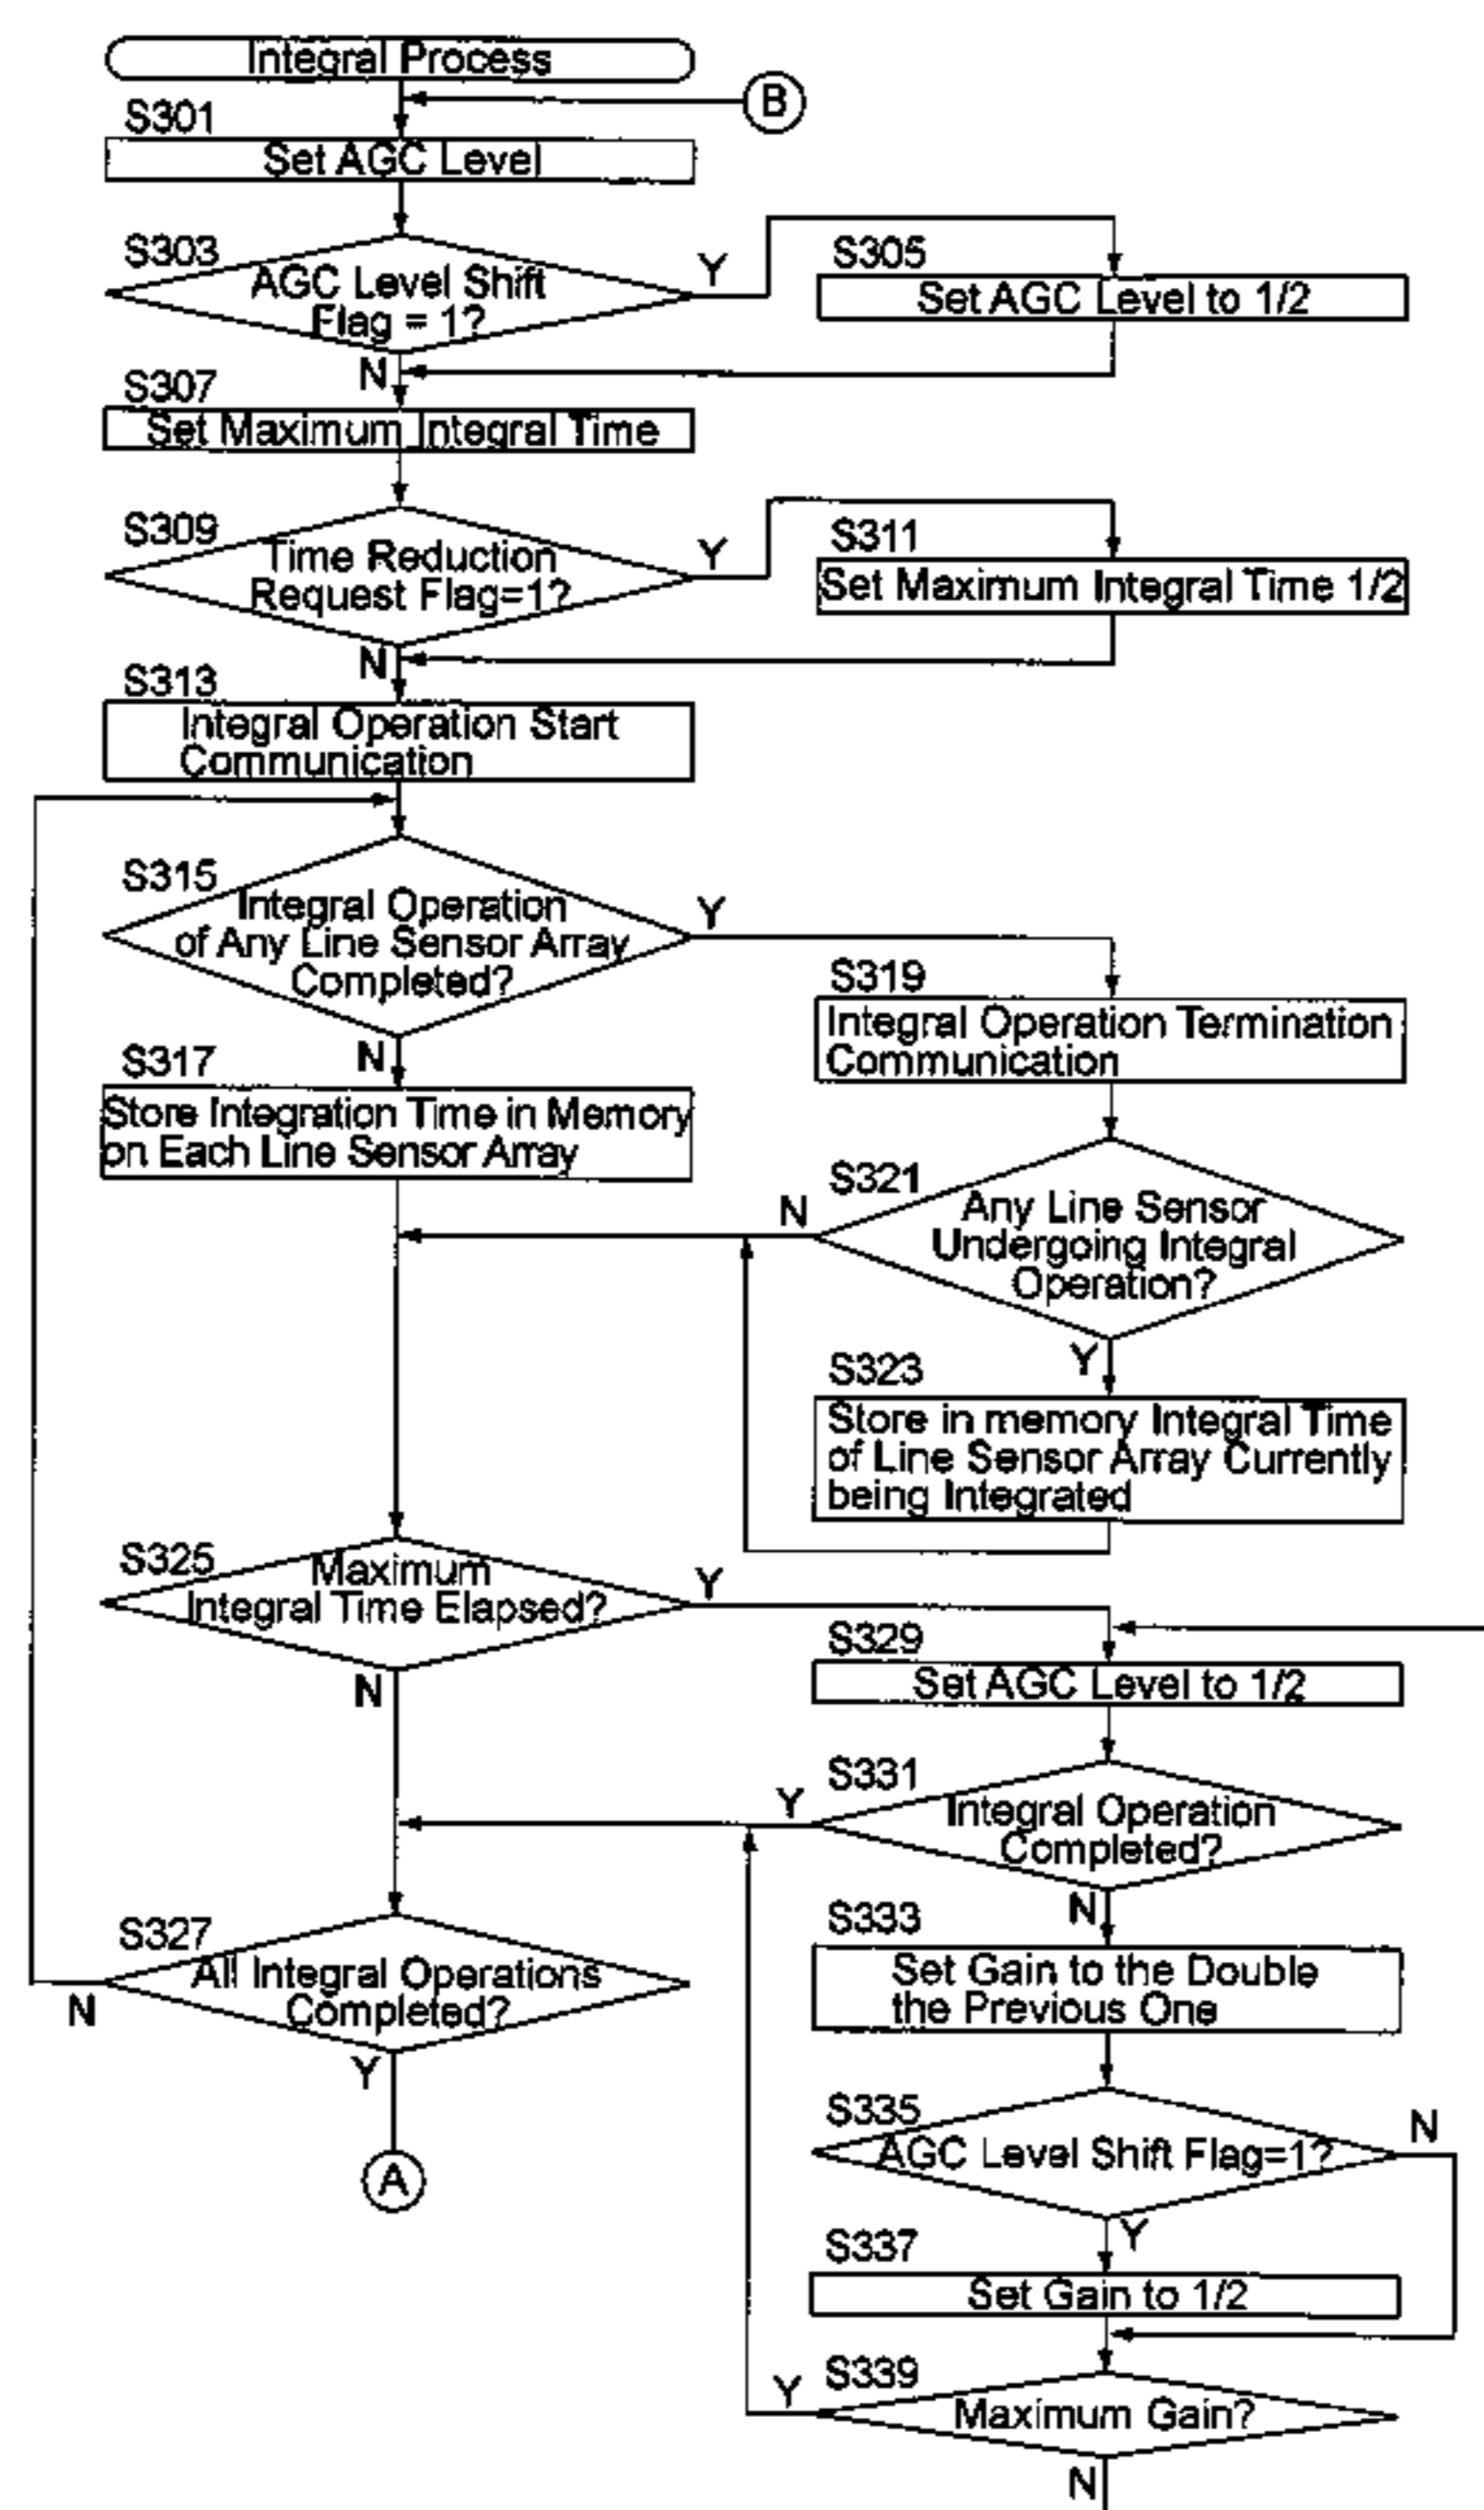 Integral Process
B
S301
Set AGC Level
S303
AGC Level Shift
Flag = 1?
Y
N
S305
Set AGC Level to 1/2
S307
Set Maximum Integral Time
S309
Time Reduction
Request Flag=1?
Y
N
S311
Set Maximum Integral Time 1/2
S313
Integral Operation Start
Communication
S315
Integral Operation
of Any Line Sensor Array
Completed?
Y
N
S317
Store Integration Time in Memory
on Each Line Sensor Array
S319
Integral Operation Termination
Communication
S321
Any Line Sensor
Undergoing Integral
Operation?
N
Y
S323
Store in memory Integral Time
of Line Sensor Array Currently
being Integrated
S325
Maximum
Integral Time Elapsed?
Y
N
S329
Set AGC Level to 1/2
S331
Integral Operation
Completed?
Y
N
S327
All Integral Operations
Completed?
N
Y
A
S333
Set Gain to the Double
the Previous One
S335
AGC Level Shift Flag=1?
N
Y
S337
Set Gain to 1/2
S339
Maximum Gain?
Y
N